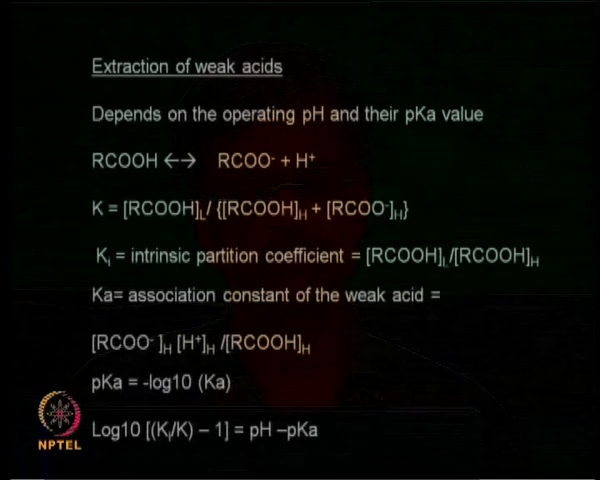 Extraction of weak acids
Depends on the operating pH and their pKa value
RCOOH ←→ RCOO- + H+
K = [RCOOH]L/ {[RCOOH]H + [RCOO-]H}
Ki = intrinsic partition coefficient = [RCOOH]L/[RCOOH]H
Ka= association constant of the weak acid =
[RCOO- ]H [H+]H /[RCOOH]H
pKa = -log10 (Ka)
Log10 [(Ki/K) – 1] = pH –pKa
NPTEL